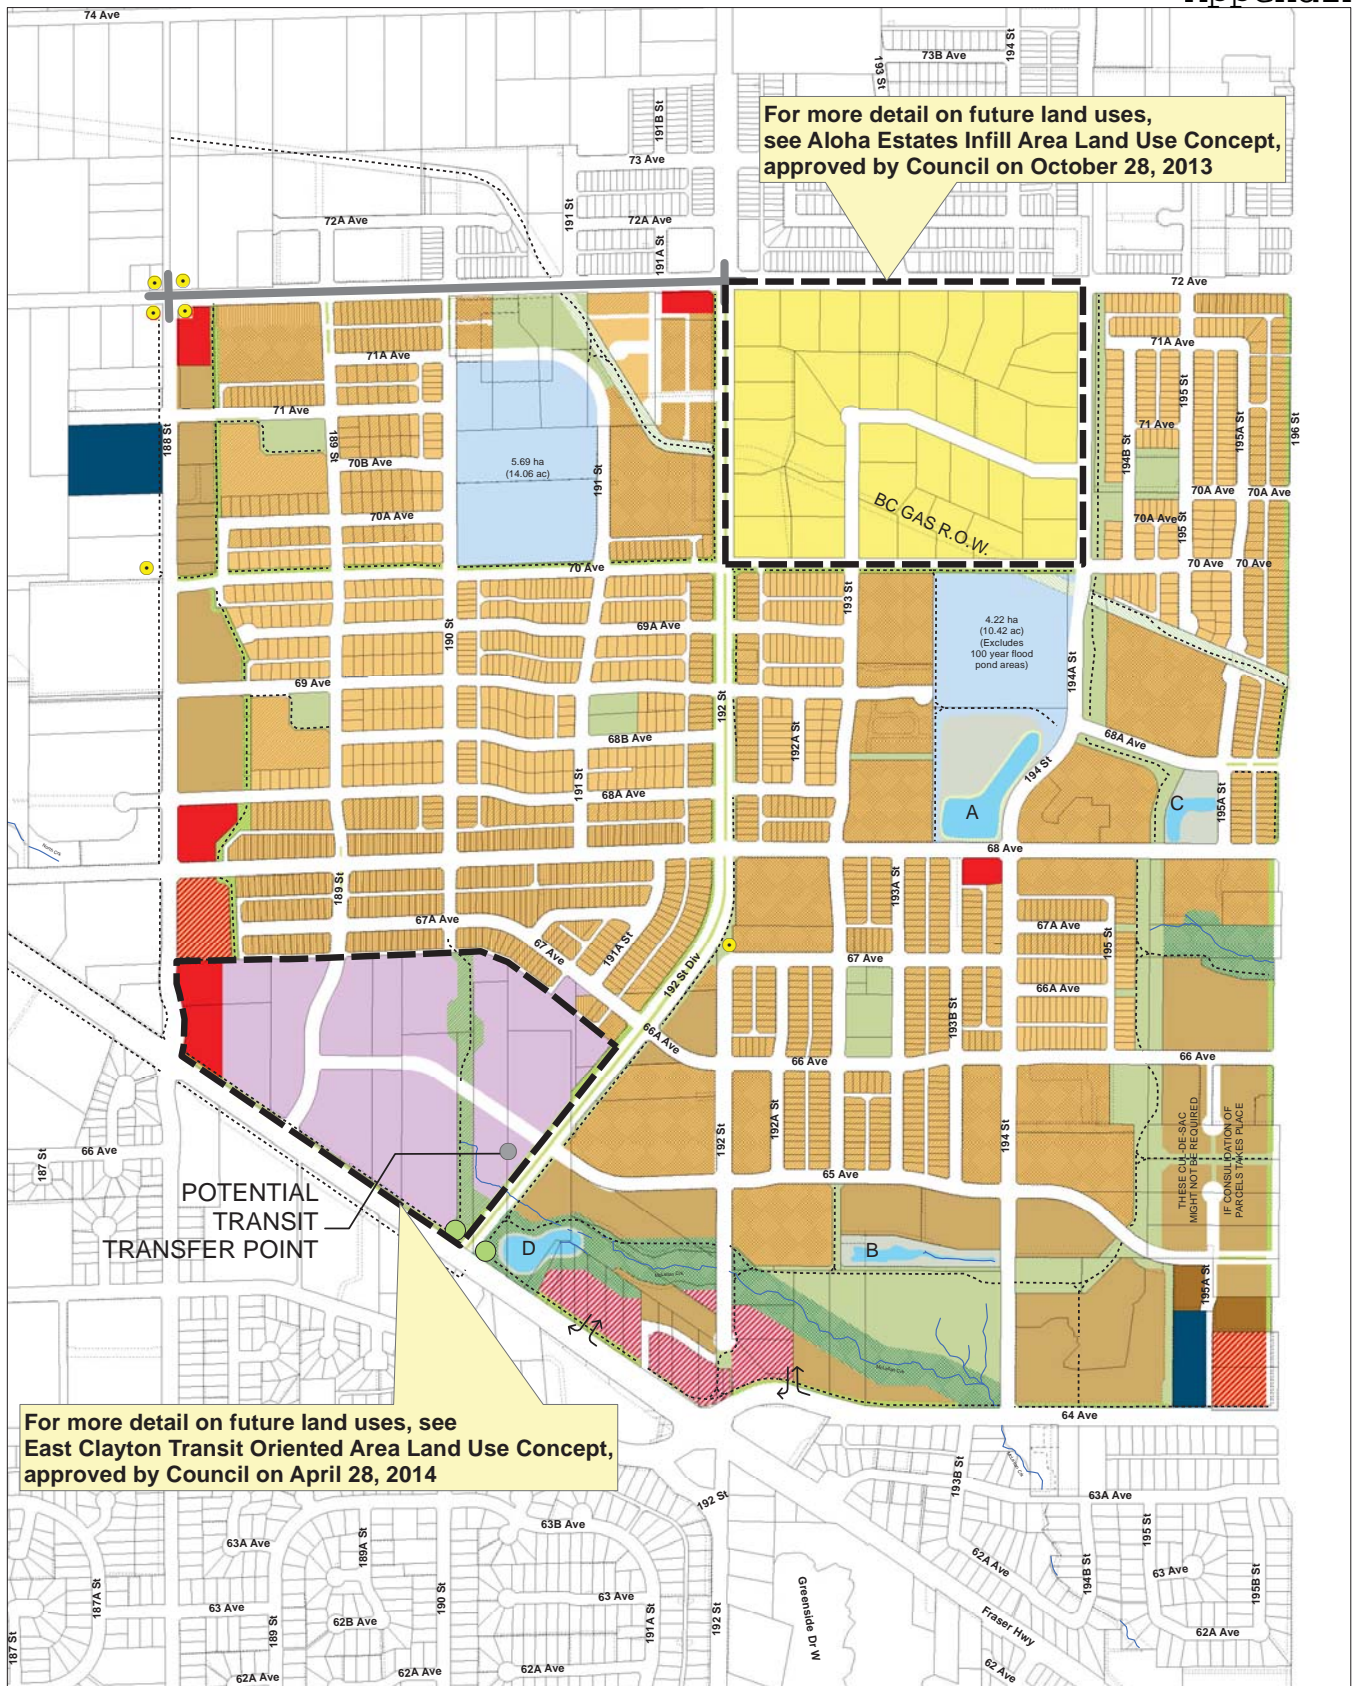 74 Ave
73B Ave
193 St
194 St
191B St
For more detail on future land uses,
see Aloha Estates Infill Area Land Use Concept,
approved by Council on October 28, 2013
73 Ave
191 St
72A Ave
72A Ave
191A St
72 Ave
71A Ave
71A Ave
71 Ave
188 St
189 St
70B Ave
5.69 ha
(14.06 ac)
191 St
70A Ave
BC GAS R.O.W.
71 Ave
194B St
195 St
195A St
196 St
70A Ave
70A Ave
70A Ave
195 St
70 Ave
70 Ave
70 Ave
193 St
190 St
69A Ave
4.22 ha
(10.42 ac)
(Excludes
100 year flood
pond areas)
194A St
69 Ave
192 St
68B Ave
192A St
68A Ave
191 St
68A Ave
194 St
A
C
195A St
68 Ave
189 St
193A St
67A Ave
67 Ave
191A St
192 St Div
67A Ave
195 St
67 Ave
66A Ave
193B St
66A Ave
66 Ave
66 Ave
192 St
192A St
194 St
THESE CUL-DE-SAC
MIGHT NOT BE REQUIRED
IF CONSULIDATION OF
PARCELS TAKES PLACE
66 Ave
187 St
65 Ave
POTENTIAL
TRANSIT
TRANSFER POINT
D
B
McLellan Crk
195A St
McLellan Crk
64 Ave
For more detail on future land uses, see
East Clayton Transit Oriented Area Land Use Concept,
approved by Council on April 28, 2014
192 St
193B St
63A Ave
63B Ave
63A Ave
189A St
195 St
62A Ave
194B St
63 Ave
195B St
187A St
190 St
63 Ave
63 Ave
62B Ave
189 St
191A St
192 St
Greenside Dr W
Fraser Hwy
62A Ave
187 St
62A Ave
62A Ave
62A Ave
62 Ave